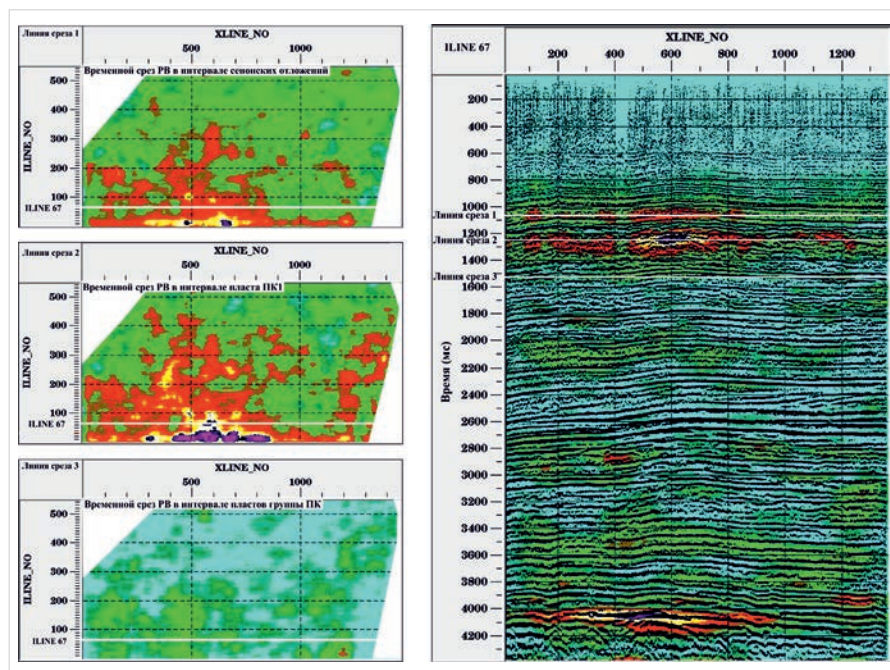 Линия среза 1
XLINE_NO
500 1000
Временной срез РВ в интервале сенонских отложений
ILINE_NO
500
400
300
200
100
ILINE 67
Линия среза 2
XLINE_NO
500 1000
Временной срез РВ в интервале пласта ПК1
ILINE_NO
500
400
300
200
100
ILINE 67
Линия среза 3
XLINE_NO
500 1000
Временной срез РВ в интервале пластов группы ПК
ILINE_NO
500
400
300
200
100
ILINE 67
ILINE 67
XLINE_NO
200 400 600 800 1000 1200
Время (мс)
200
400
600
800
1000
Линия среза 1
1200
Линия среза 2
1400
Линия среза 3
1600
1800
2000
2200
2400
2600
2800
3000
3200
3400
3600
3800
4000
4200